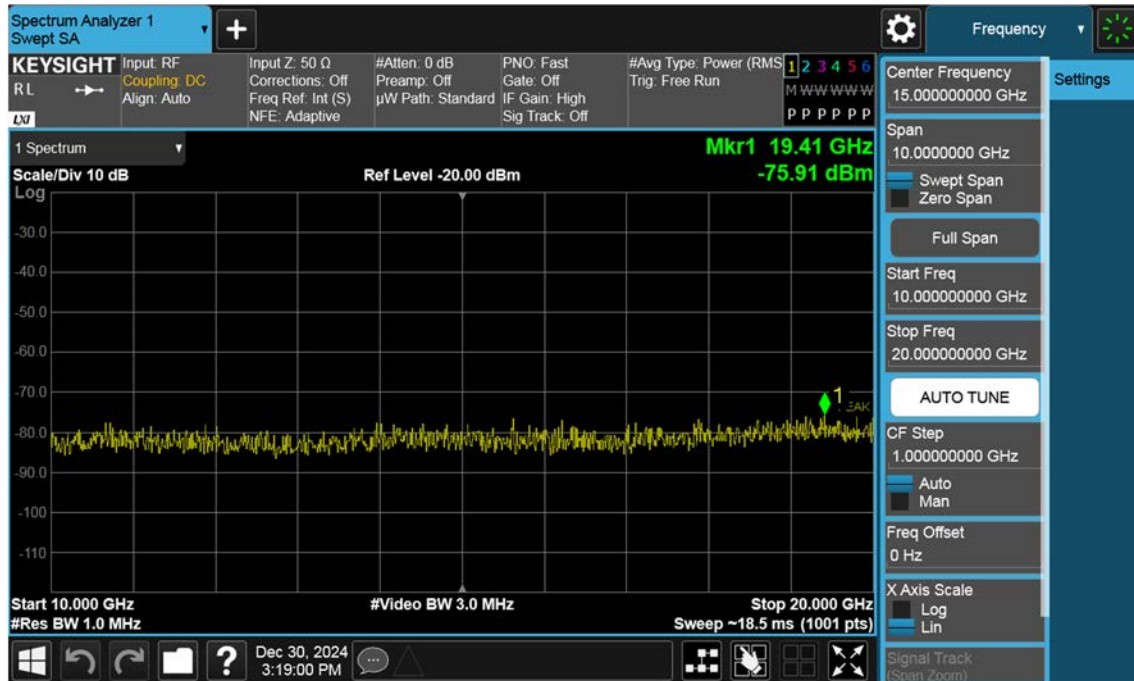 Spectrum Analyzer 1
Swept SA
Frequency
KEYSIGHT
RL
LXI
Input: RF
Coupling: DC
Align: Auto
Input Z: 50 Ω
Corrections: Off
Freq Ref: Int (S)
NFE: Adaptive
#Atten: 0 dB
Preamp: Off
µW Path: Standard
PNO: Fast
Gate: Off
IF Gain: High
Sig Track: Off
#Avg Type: Power (RMS
Trig: Free Run
1 2 3 4 5 6
M W W W W W
P P P P P P
1 Spectrum
Mkr1 19.41 GHz
-75.91 dBm
Scale/Div 10 dB
Ref Level -20.00 dBm
Log
-30.0
-40.0
-50.0
-60.0
-70.0
-80.0
-90.0
-100
-110
1
EAK
Start 10.000 GHz
#Video BW 3.0 MHz
Stop 20.000 GHz
#Res BW 1.0 MHz
Sweep ~18.5 ms (1001 pts)
Center Frequency
15.000000000 GHz
Settings
Span
10.0000000 GHz
Swept Span
Zero Span
Full Span
Start Freq
10.000000000 GHz
Stop Freq
20.000000000 GHz
AUTO TUNE
CF Step
1.000000000 GHz
Auto
Man
Freq Offset
0 Hz
X Axis Scale
Log
Lin
Signal Track
(Span Zoom)
?
Dec 30, 2024
3:19:00 PM